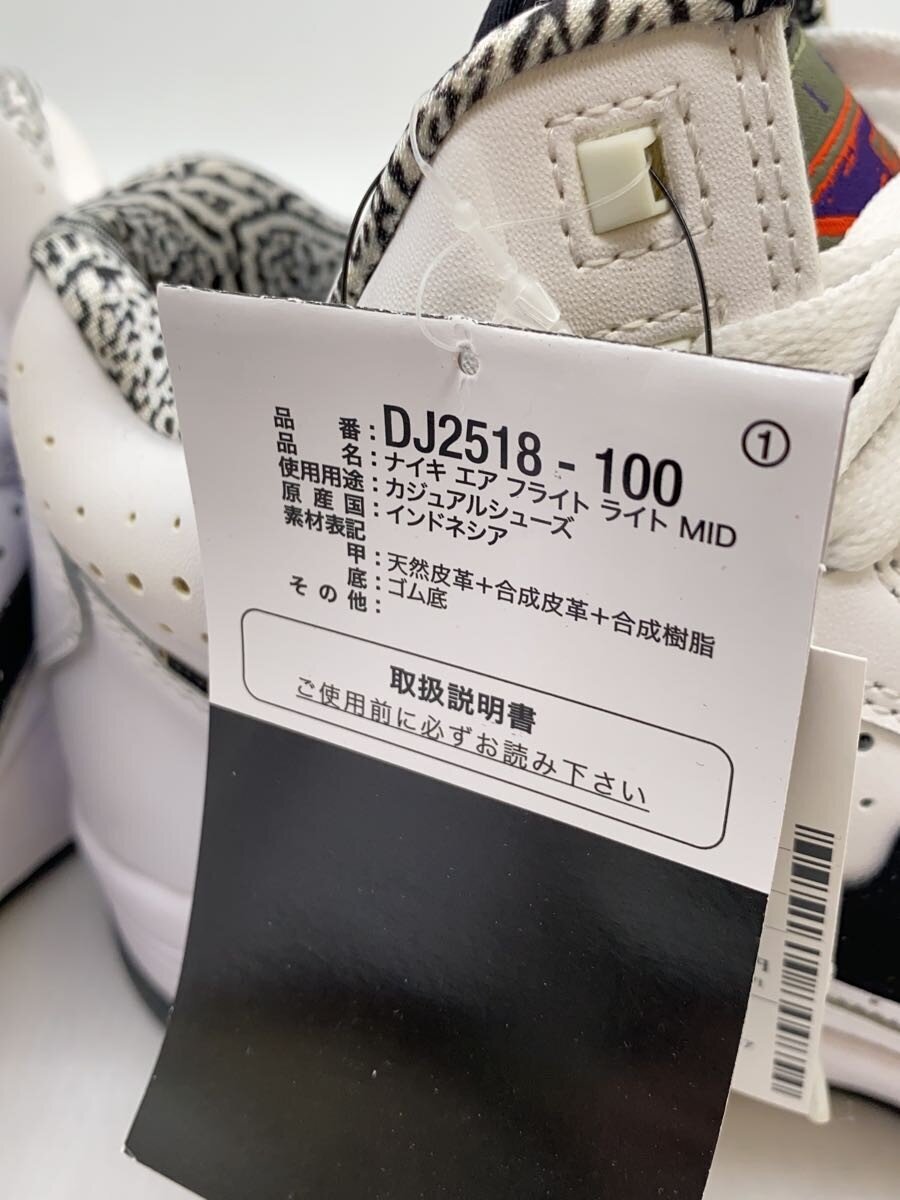 ①
品番：DJ2518 - 100
品名：ナイキ エア フライト ライト MID
使用用途：カジュアルシューズ
原産国：インドネシア
素材表記
甲：天然皮革＋合成皮革＋合成樹脂
底：ゴム底
その他：
取扱説明書
ご使用前に必ずお読み下さい